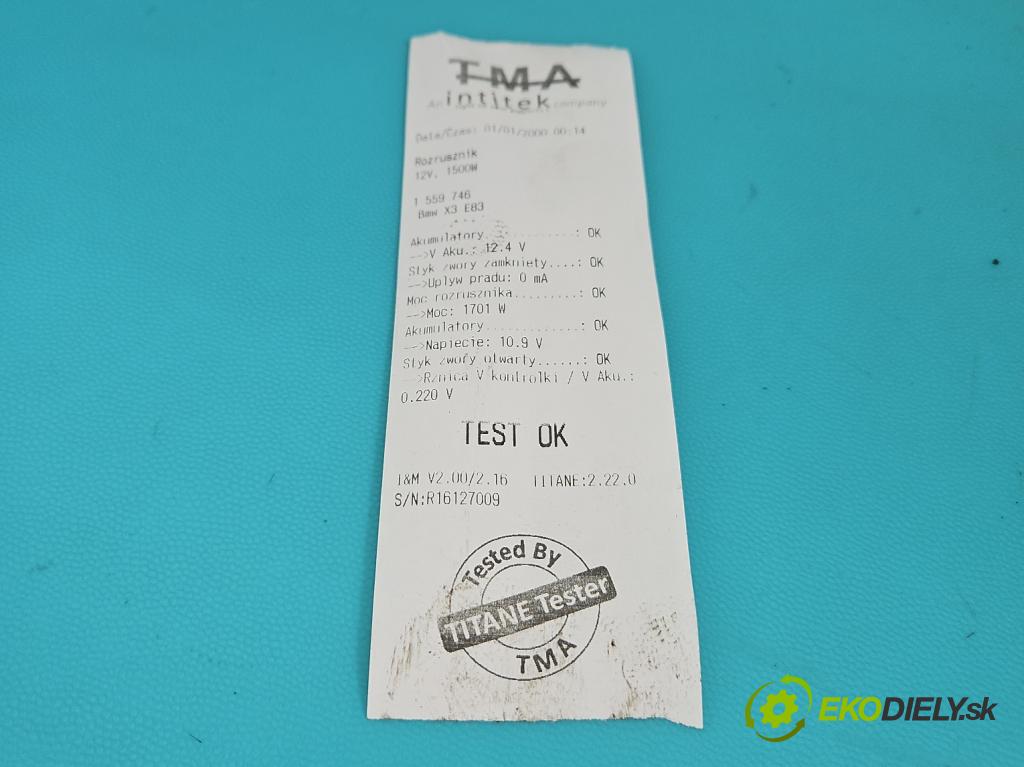 TMA
intitek
An company
Data/Czas: 01/01/2000 00:14
Rozrusznik
12V, 1500W
1 559 746
Bmw X3 E83
Akumulatory............: OK
-->V Aku.: 12.4 V
Styk zwory zamkniety....: OK
-->Uplyw pradu: 0 mA
Moc rozrusznika.........: OK
-->Moc: 1701 W
Akumulatory.............: OK
-->Napiecie: 10.9 V
Styk zwory otwarty......: OK
-->Rznica V kontrolki / V Aku.:
0.220 V
TEST OK
T&M V2.00/2.16 TITANE:2.22.0
S/N:R16127009
Tested By
TITANE Tester
TMA
EKODIELY.sk